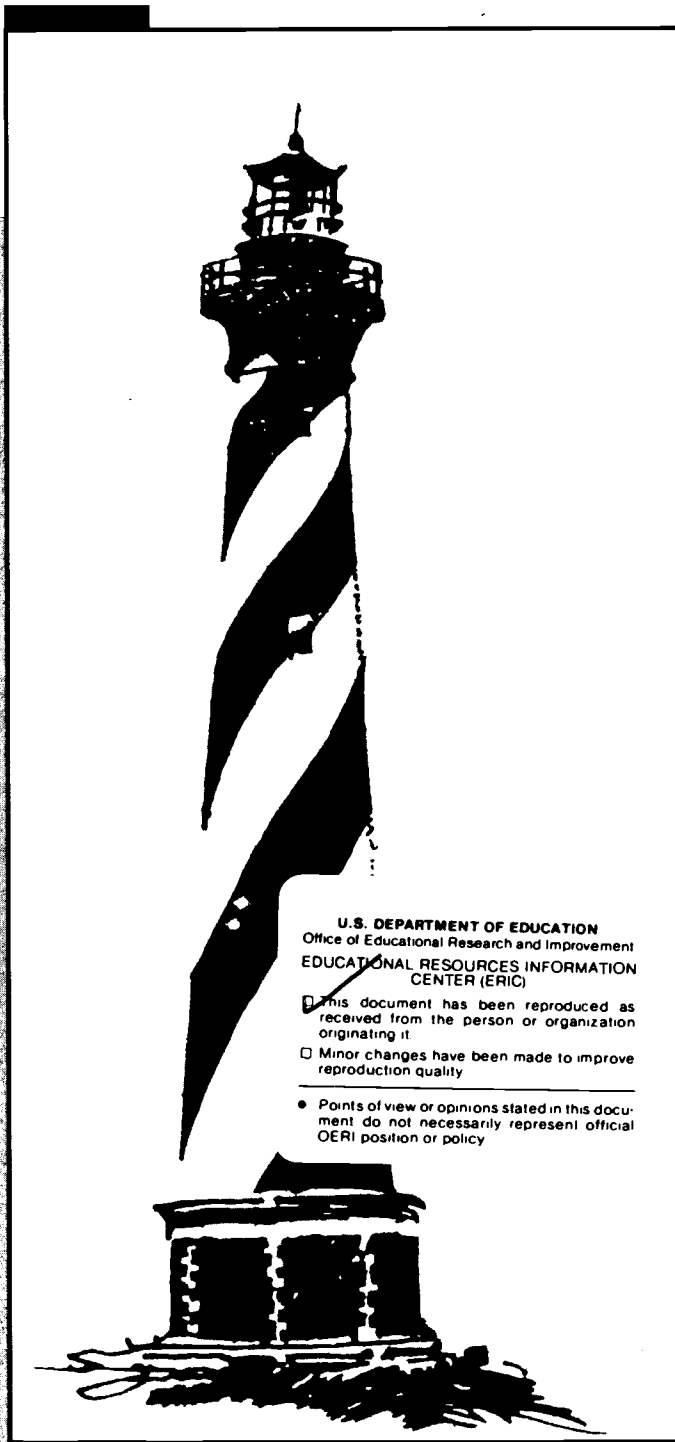 U.S. DEPARTMENT OF EDUCATION
Office of Educational Research and Improvement
EDUCATIONAL RESOURCES INFORMATION
CENTER (ERIC)
☐ This document has been reproduced as
received from the person or organization
originating it
☐ Minor changes have been made to improve
reproduction quality
• Points of view or opinions stated in this docu-
ment do not necessarily represent official
OERI position or policy